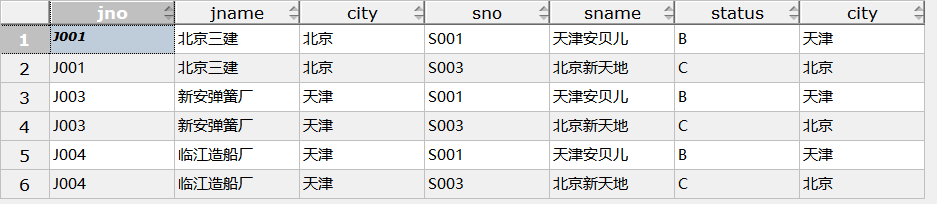 jno jname city sno sname status city
1 J001 北京三建 北京 S001 天津安贝儿 B 天津
2 J001 北京三建 北京 S003 北京新天地 C 北京
3 J003 新安弹簧厂 天津 S001 天津安贝儿 B 天津
4 J003 新安弹簧厂 天津 S003 北京新天地 C 北京
5 J004 临江造船厂 天津 S001 天津安贝儿 B 天津
6 J004 临江造船厂 天津 S003 北京新天地 C 北京